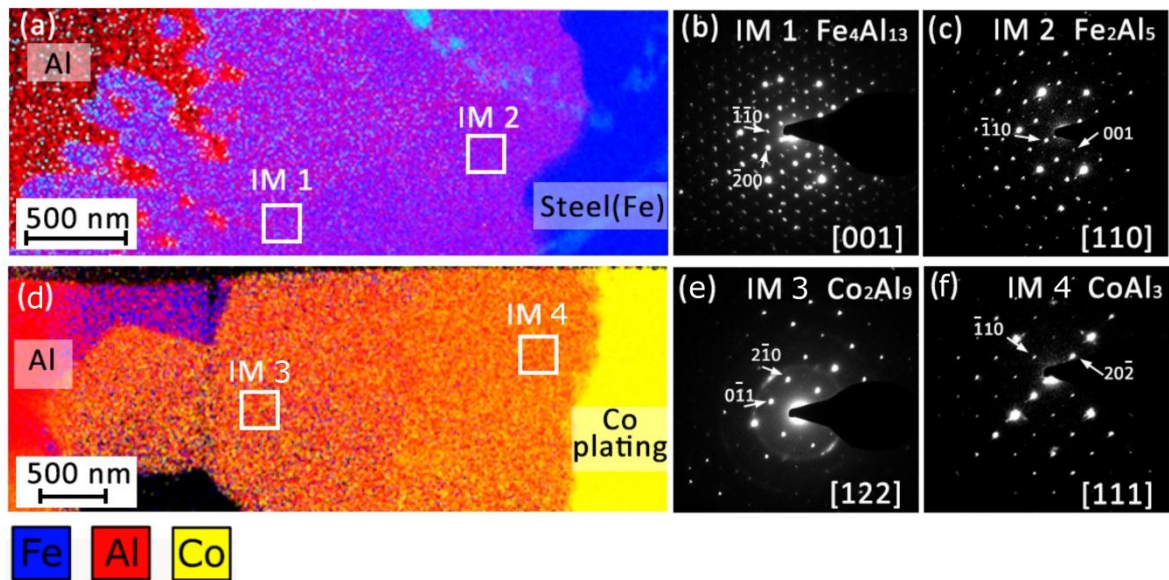 (a)
Al
IM 1
IM 2
Steel(Fe)
500 nm
(b) IM 1 Fe₄Al₁₃
1̄1̄0
2̄00
[001]
(c) IM 2 Fe₂Al₅
1̄10
001
[110]
(d)
Al
IM 3
IM 4
Co
plating
500 nm
(e) IM 3 Co₂Al₉
21̄0
01̄1
[122]
(f) IM 4 CoAl₃
1̄10
202̄
[111]
Fe Al Co